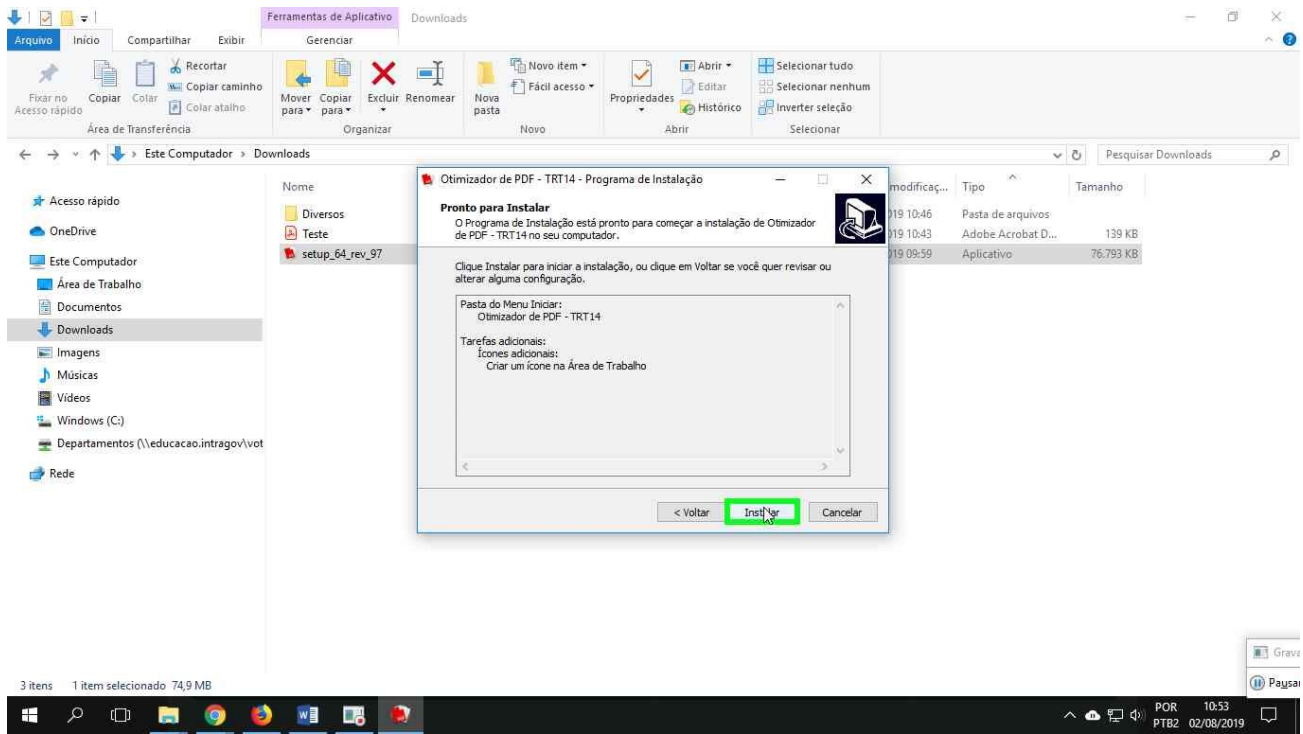 Ferramentas de Aplicativo Downloads
Arquivo Início Compartilhar Exibir Gerenciar
Fixar no Acesso rápido
Copiar
Colar
Recortar
Copiar caminho
Colar atalho
Área de Transferência
Mover para
Copiar para
Excluir
Renomear
Organizar
Nova pasta
Novo item
Fácil acesso
Novo
Propriedades
Abrir
Editar
Histórico
Abrir
Selecionar tudo
Selecionar nenhum
Inverter seleção
Selecionar
Este Computador > Downloads
Pesquisar Downloads
Acesso rápido
OneDrive
Este Computador
Área de Trabalho
Documentos
Downloads
Imagens
Músicas
Vídeos
Windows (C:)
Departamentos (\\educacao.intragov\vot
Rede
Nome modificaç... Tipo Tamanho
Diversos 019 10:46 Pasta de arquivos
Teste 019 10:43 Adobe Acrobat D... 139 KB
setup_64_rev_97 019 09:59 Aplicativo 76.793 KB
Otimizador de PDF - TRT14 - Programa de Instalação
Pronto para Instalar
O Programa de Instalação está pronto para começar a instalação de Otimizador
de PDF - TRT14 no seu computador.
Clique Instalar para iniciar a instalação, ou clique em Voltar se você quer revisar ou
alterar alguma configuração.
Pasta do Menu Iniciar:
Otimizador de PDF - TRT14
Tarefas adicionais:
Ícones adicionais:
Criar um ícone na Área de Trabalho
< Voltar Instalar Cancelar
3 itens 1 item selecionado 74,9 MB
Grava
Pausar
POR 10:53
PTB2 02/08/2019